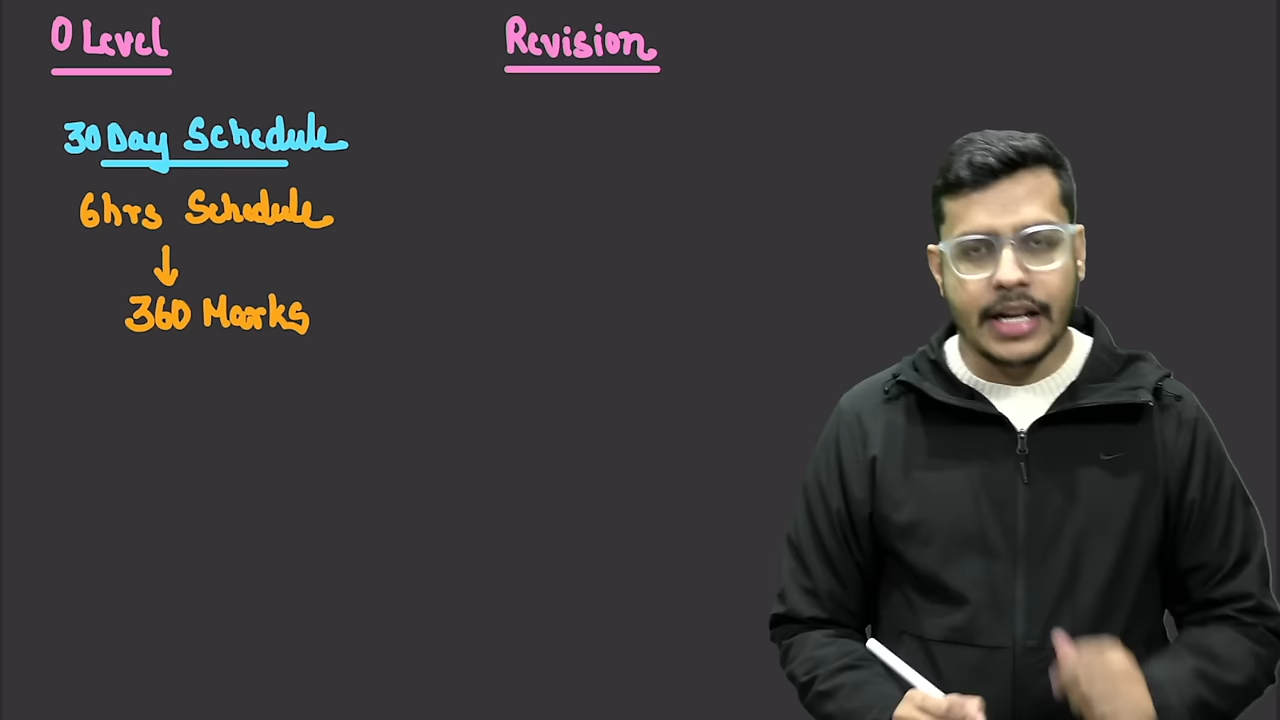 O Level
Revision
30 Day Schedule
6hrs Schedule
↓
360 Marks